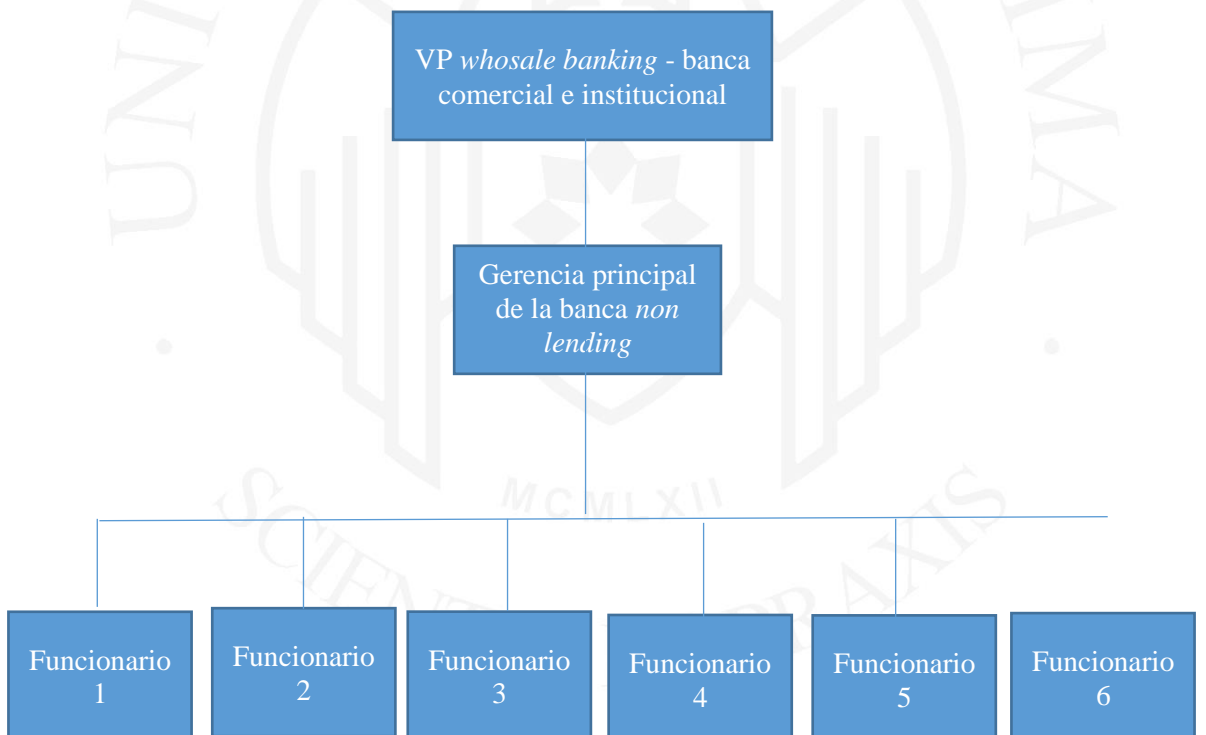 VP whosale banking - banca
comercial e institucional
Gerencia principal
de la banca non
lending
MCMLXII
Funcionario
1
Funcionario
2
Funcionario
3
Funcionario
4
Funcionario
5
Funcionario
6